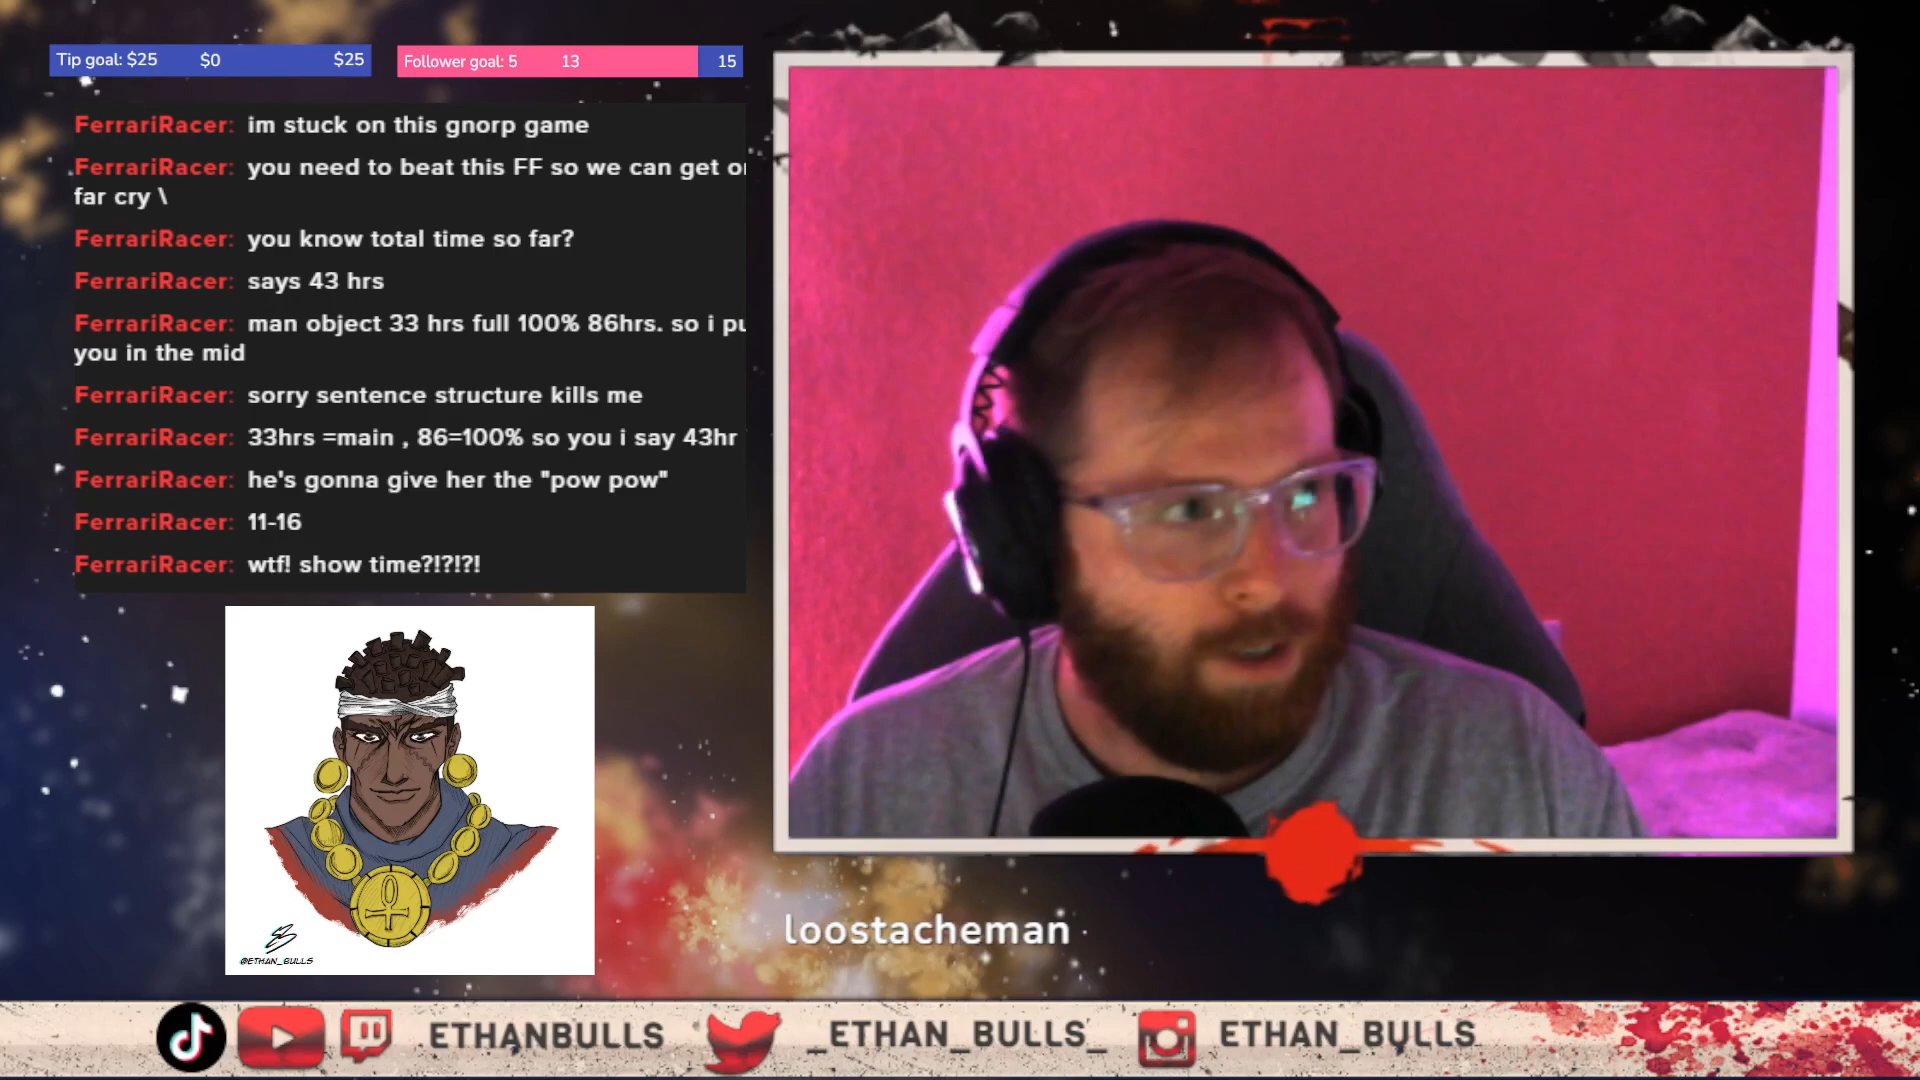 Tip goal: $25 $0 $25
Follower goal: 5 13 15
FerrariRacer: im stuck on this gnorp game
FerrariRacer: you need to beat this FF so we can get
far cry \
FerrariRacer: you know total time so far?
FerrariRacer: says 43 hrs
FerrariRacer: man object 33 hrs full 100% 86hrs. so i
you in the mid
FerrariRacer: sorry sentence structure kills me
FerrariRacer: 33hrs =main , 86=100% so you i say 43hr
FerrariRacer: he's gonna give her the "pow pow"
FerrariRacer: 11-16
FerrariRacer: wtf! show time?!?!?!
@ETHAN_BULLS
loostacheman
ETHANBULLS _ETHAN_BULLS_ ETHAN_BULLS